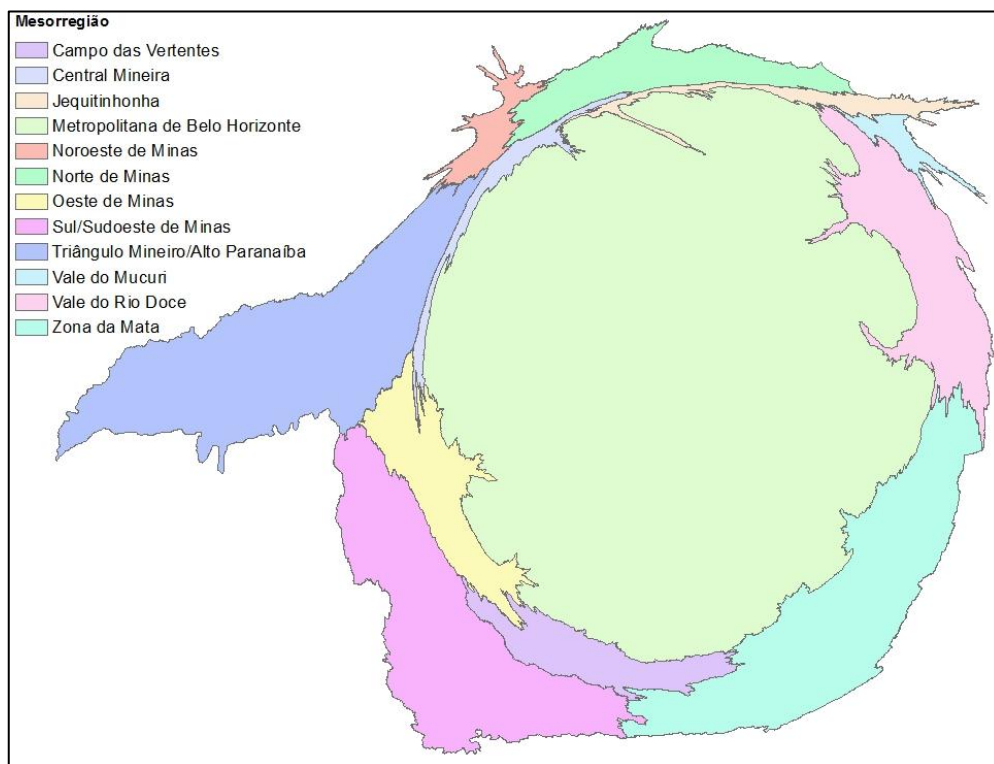 Mesorregião
Campo das Vertentes
Central Mineira
Jequitinhonha
Metropolitana de Belo Horizonte
Noroeste de Minas
Norte de Minas
Oeste de Minas
Sul/Sudoeste de Minas
Triângulo Mineiro/Alto Paranaíba
Vale do Mucuri
Vale do Rio Doce
Zona da Mata